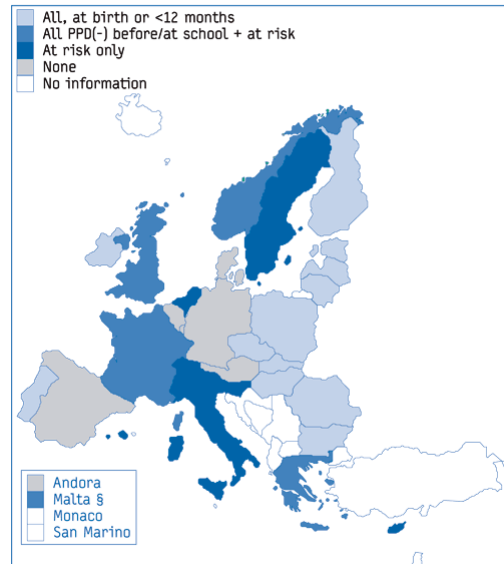 All, at birth or <12 months
All PPD(-) before/at school + at risk
At risk only
None
No information
Andora
Malta §
Monaco
San Marino